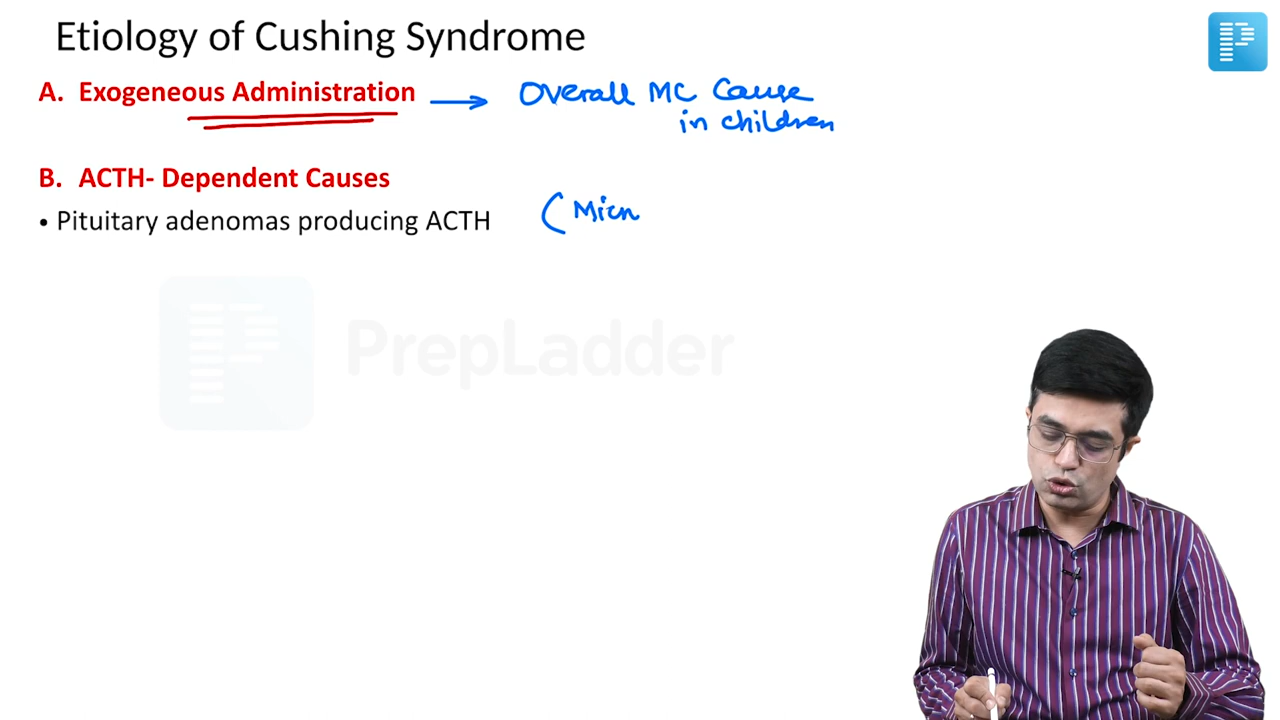 Etiology of Cushing Syndrome
A. Exogeneous Administration → Overall MC Cause
in children
B. ACTH- Dependent Causes
• Pituitary adenomas producing ACTH (Micr
PrepLadder